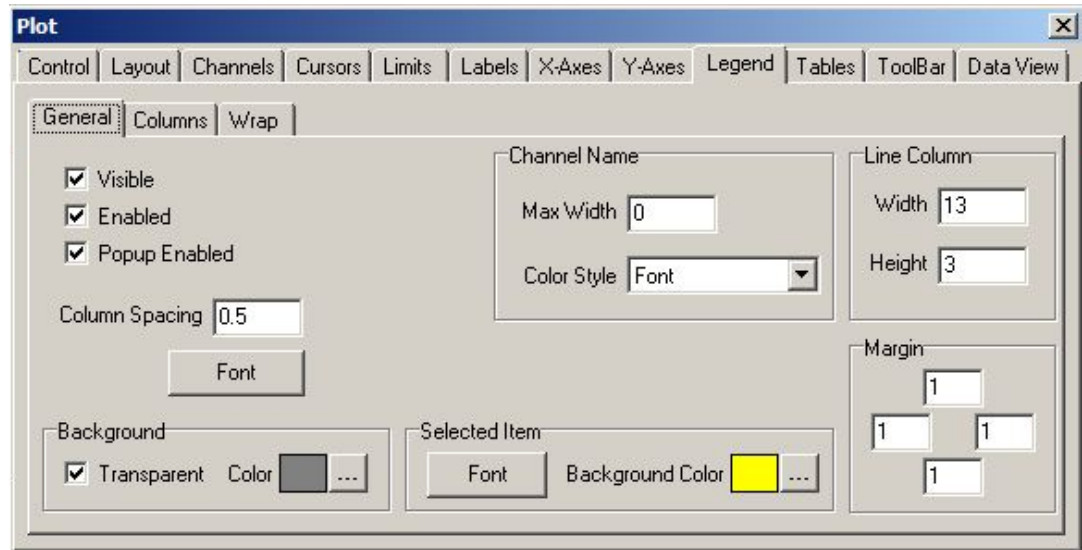 Plot
Control Layout Channels Cursors Limits Labels X-Axes Y-Axes Legend Tables ToolBar Data View
General Columns Wrap
Visible
Enabled
Popup Enabled
Column Spacing 0.5
Font
Channel Name
Max Width 0
Color Style Font
Line Column
Width 13
Height 3
Background
Transparent Color ...
Selected Item
Font Background Color ...
Margin
1
1 1
1